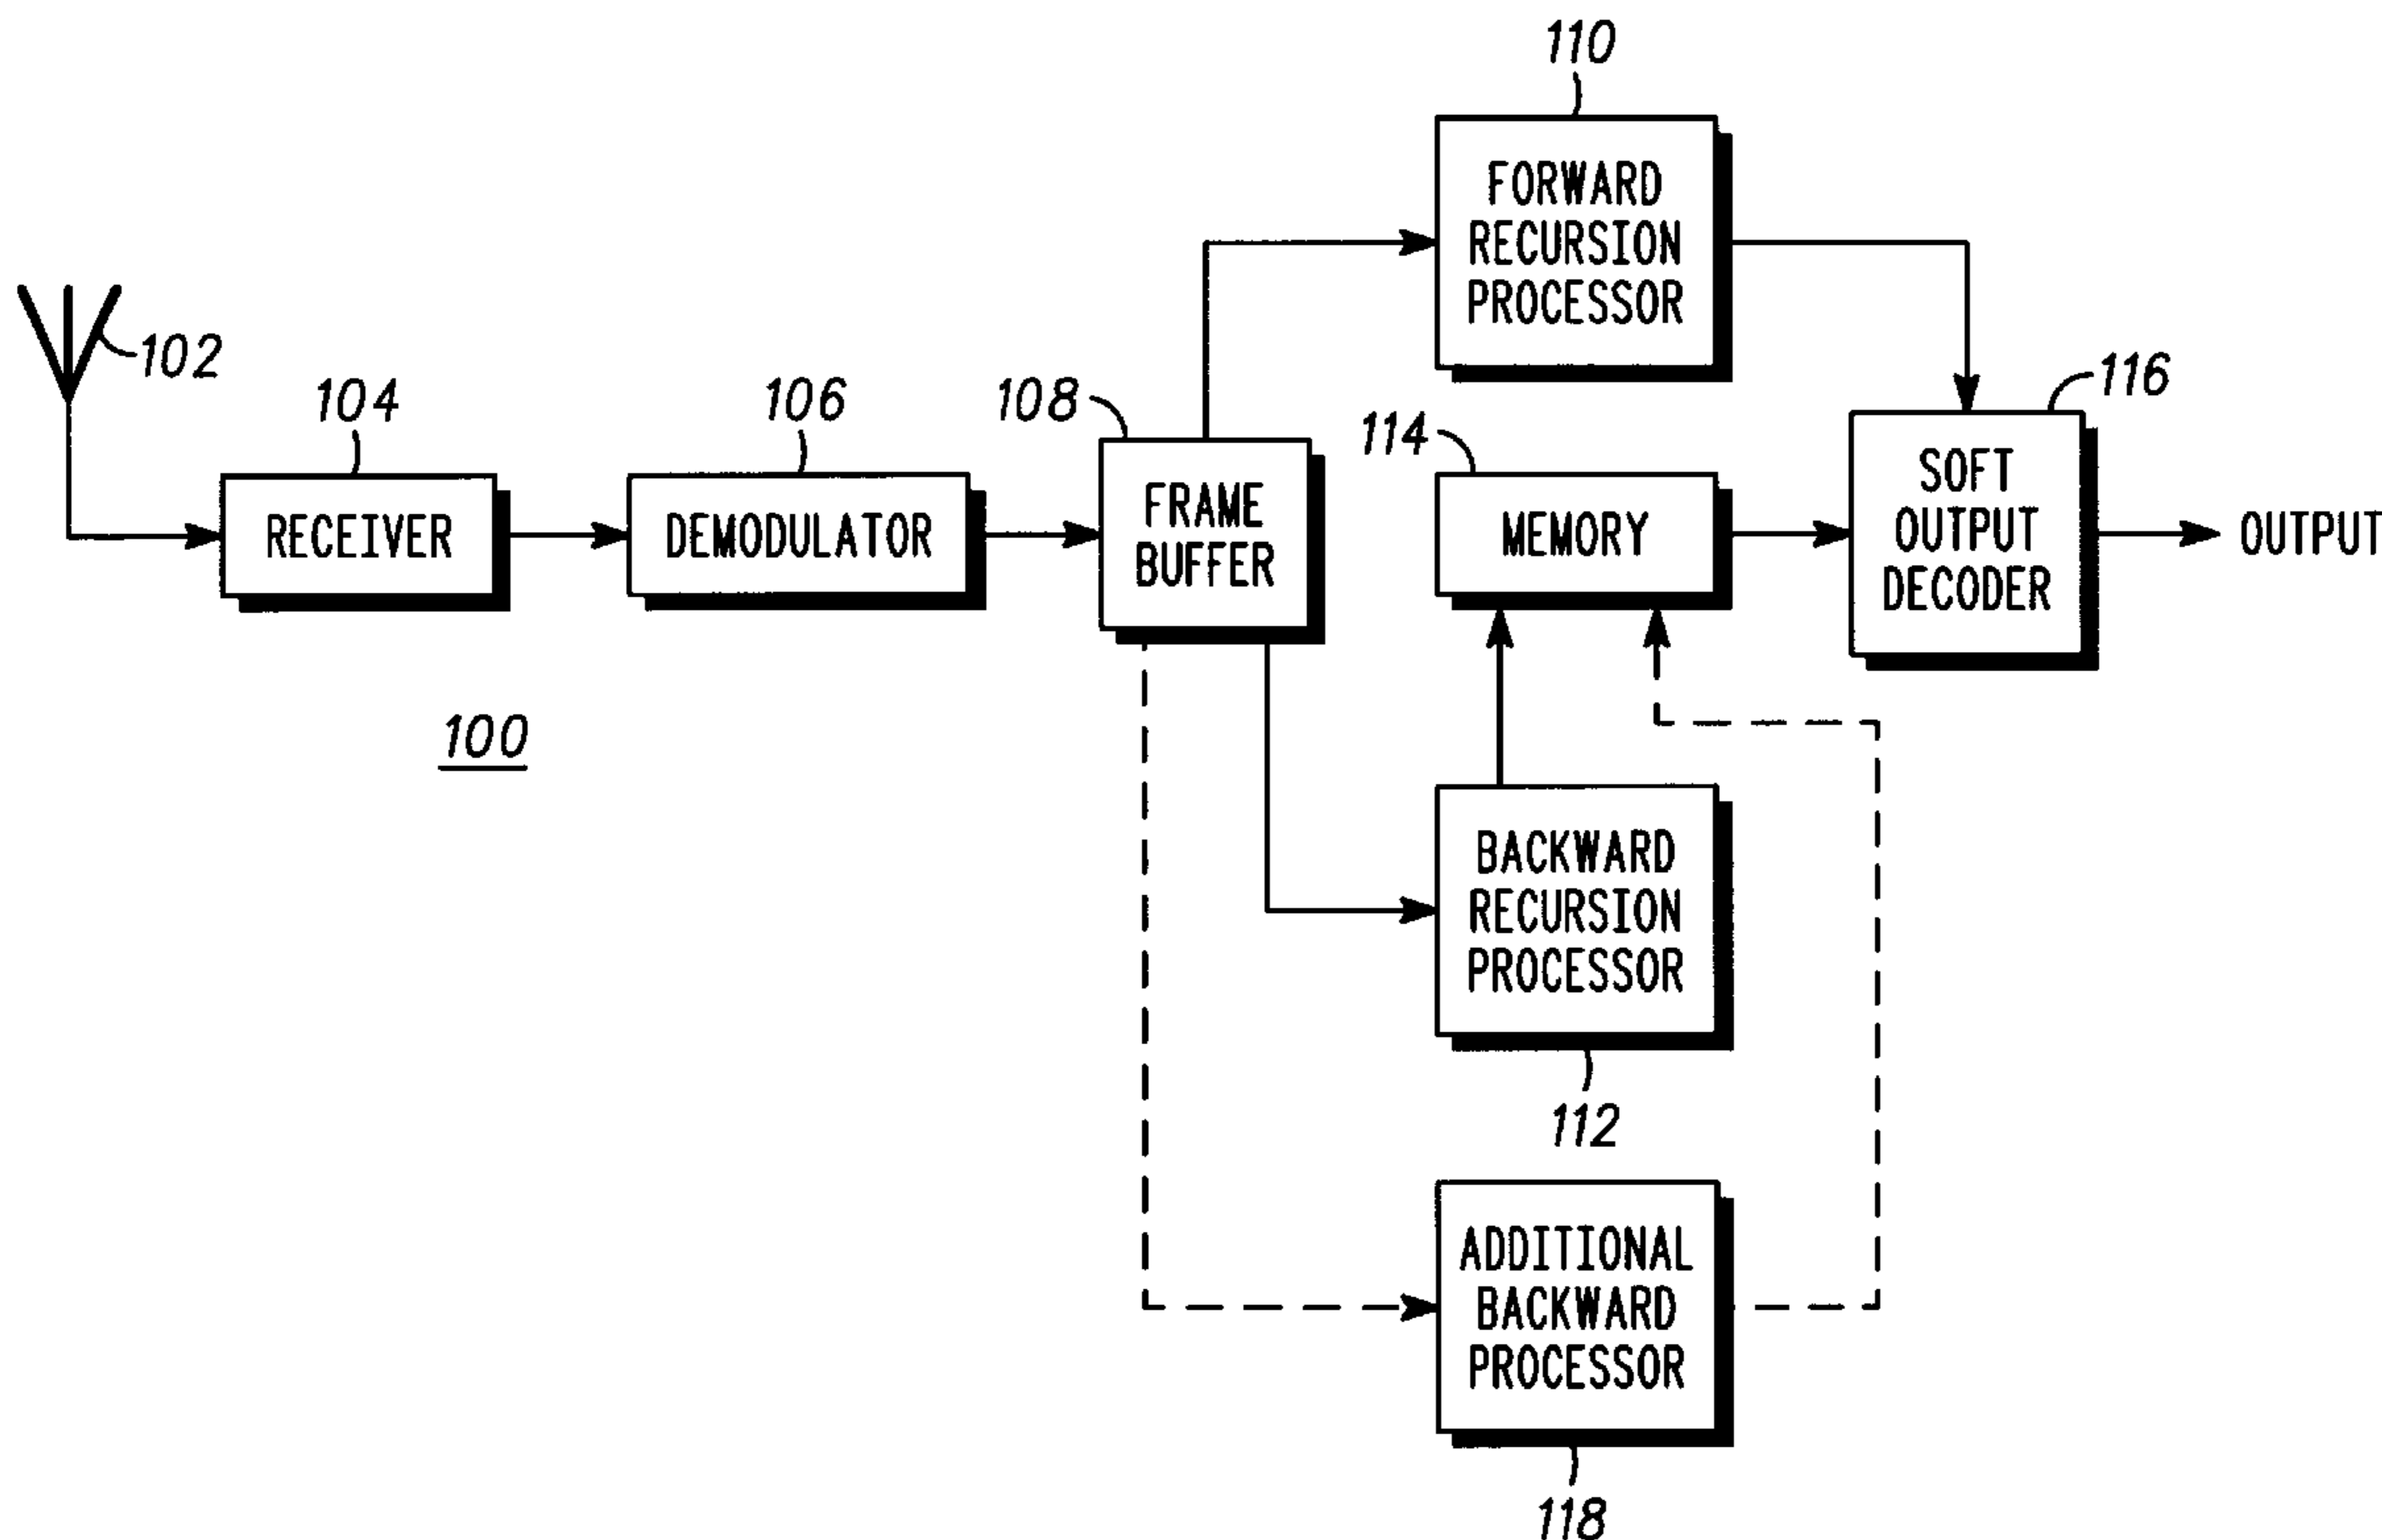 110
FORWARD
RECURSION
PROCESSOR
102
104
RECEIVER
106
DEMODULATOR
108
FRAME
BUFFER
114
MEMORY
116
SOFT
OUTPUT
DECODER
OUTPUT
100
BACKWARD
RECURSION
PROCESSOR
112
ADDITIONAL
BACKWARD
PROCESSOR
118